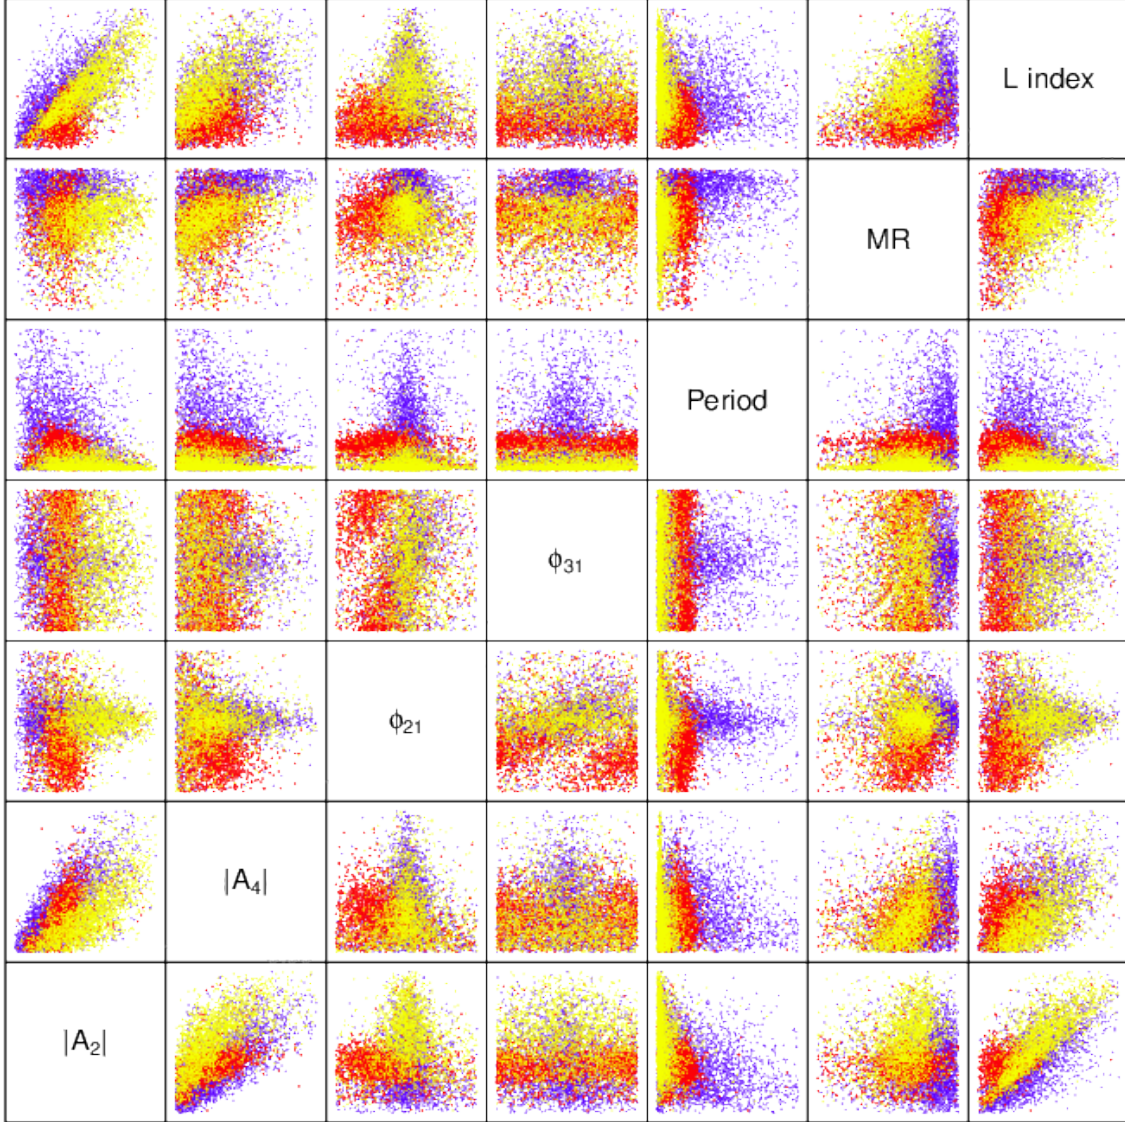 L index
MR
Period
ϕ₃₁
ϕ₂₁
|A₄|
|A₂|